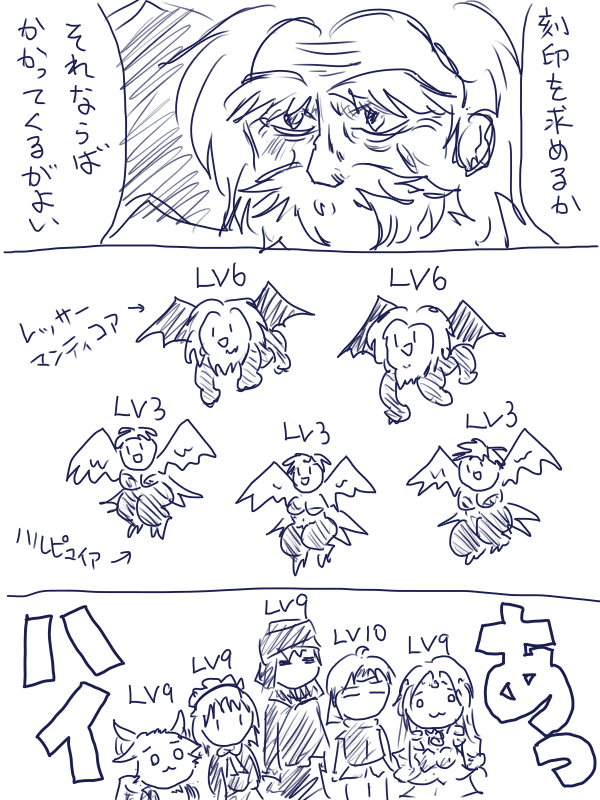 刻印を求めるか
それならば
かかってくるがよい
LV6
LV6
レッサー
マンティコア
LV3
LV3
LV3
ハルピュイア
あっ
ハイ
LV9
LV9
LV9
LV10
LV9